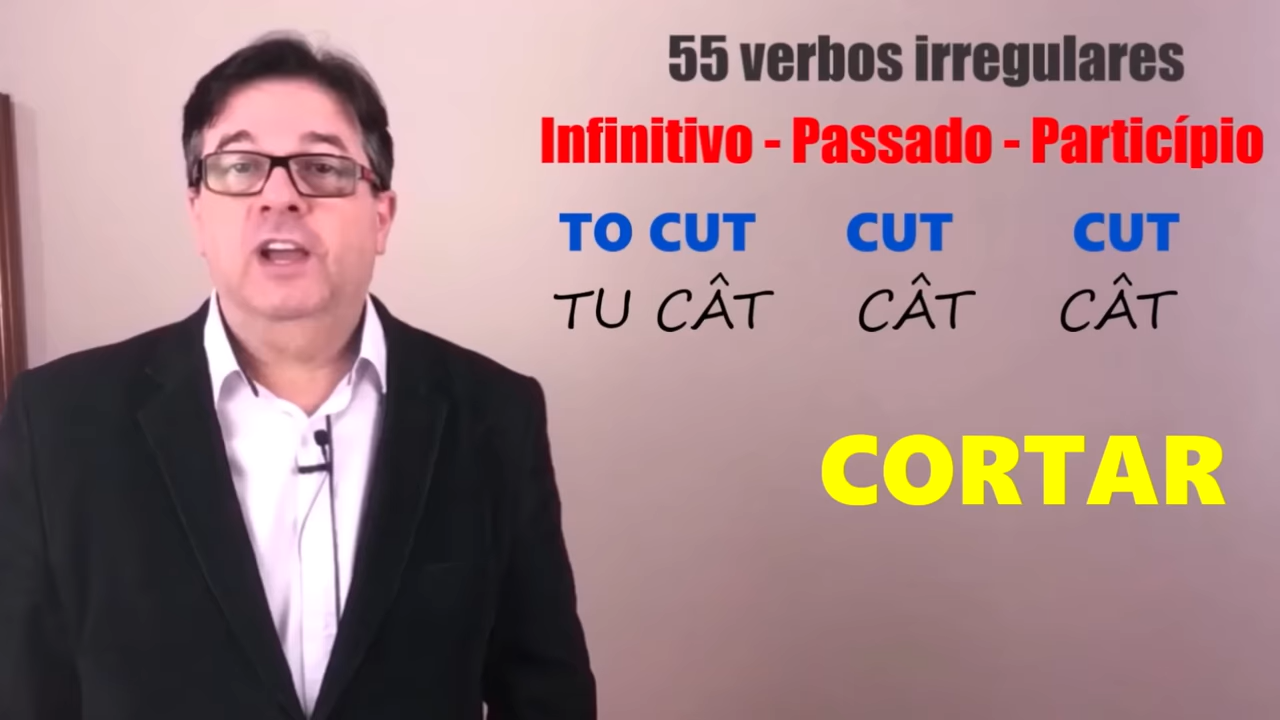 55 verbos irregulares
Infinitivo - Passado - Particípio
TO CUT CUT CUT
TU CÂT CÂT CÂT
CORTAR